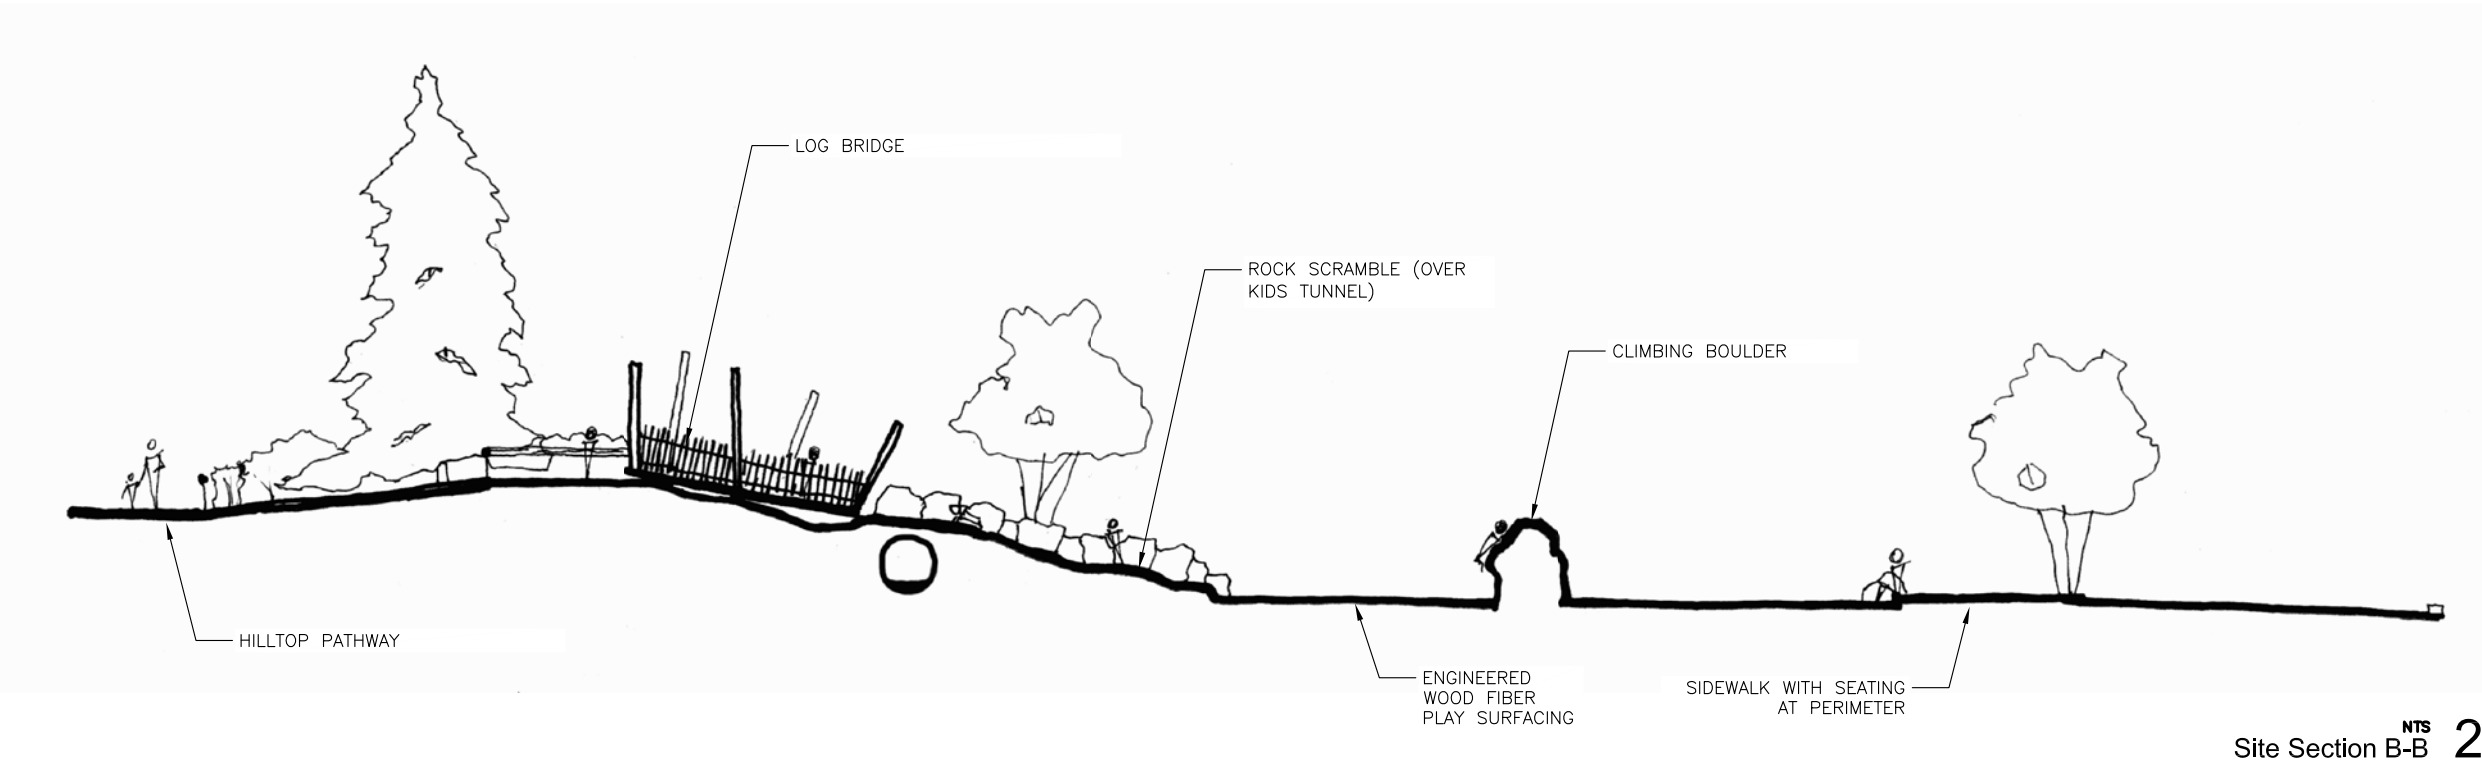 LOG BRIDGE
ROCK SCRAMBLE (OVER
KIDS TUNNEL)
CLIMBING BOULDER
HILLTOP PATHWAY
ENGINEERED
WOOD FIBER
PLAY SURFACING
SIDEWALK WITH SEATING
AT PERIMETER
NTS
Site Section B-B 2